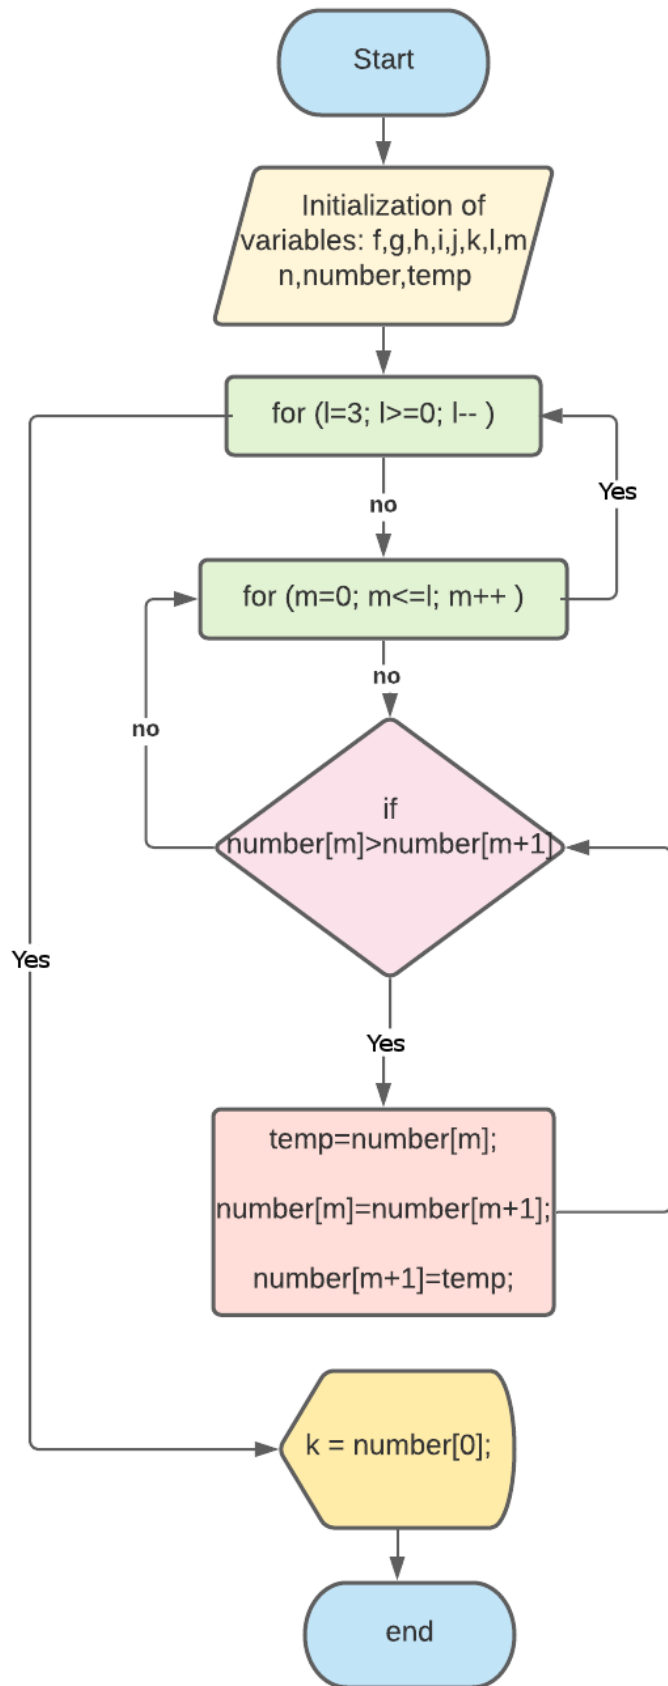 Start
Initialization of
variables: f,g,h,i,j,k,l,m
n,number,temp
for (l=3; l>=0; l-- )
no
Yes
for (m=0; m<=l; m++ )
no
no
if
number[m]>number[m+1]
Yes
Yes
temp=number[m];
number[m]=number[m+1];
number[m+1]=temp;
k = number[0];
end